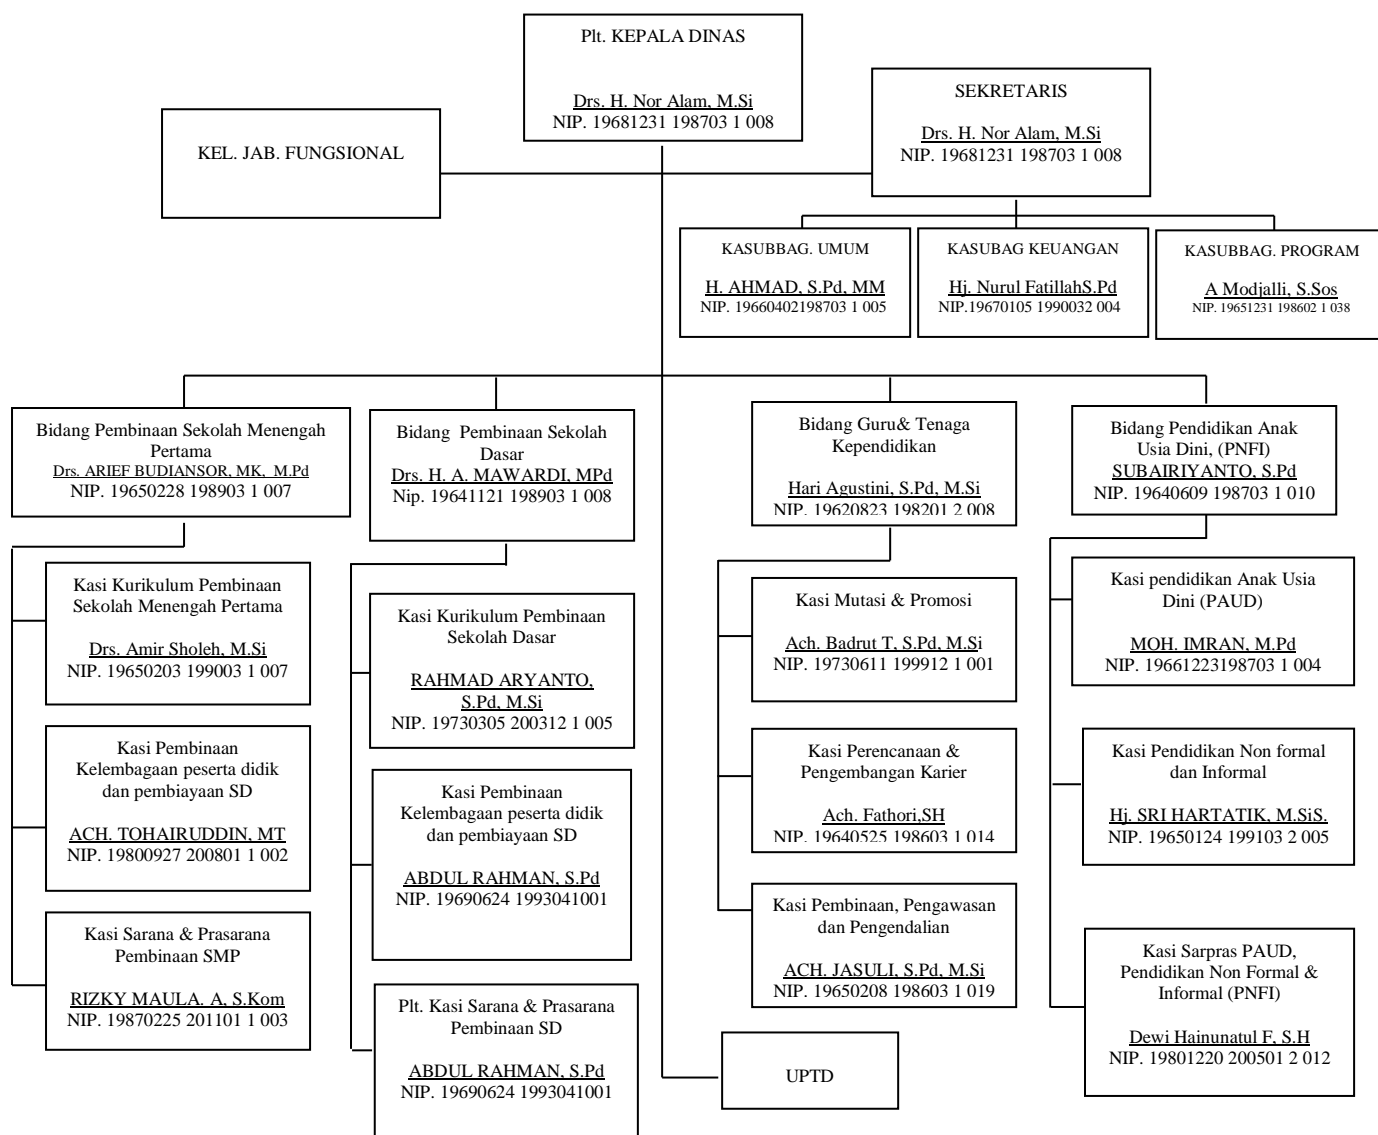 Plt. KEPALA DINAS
Drs. H. Nor Alam, M.Si
NIP. 19681231 198703 1 008
SEKRETARIS
Drs. H. Nor Alam, M.Si
NIP. 19681231 198703 1 008
KEL. JAB. FUNGSIONAL
KASUBBAG. UMUM
H. AHMAD, S.Pd, MM
NIP. 19660402198703 1 005
KASUBAG KEUANGAN
Hj. Nurul FatillahS.Pd
NIP.19670105 1990032 004
KASUBBAG. PROGRAM
A Modjalli, S.Sos
NIP. 19651231 198602 1 038
Bidang Pembinaan Sekolah Menengah
Pertama
Drs. ARIEF BUDIANSOR, MK, M.Pd
NIP. 19650228 198903 1 007
Kasi Kurikulum Pembinaan
Sekolah Menengah Pertama
Drs. Amir Sholeh, M.Si
NIP. 19650203 199003 1 007
Kasi Pembinaan
Kelembagaan peserta didik
dan pembiayaan SD
ACH. TOHAIRUDDIN, MT
NIP. 19800927 200801 1 002
Kasi Sarana & Prasarana
Pembinaan SMP
RIZKY MAULA. A, S.Kom
NIP. 19870225 201101 1 003
Bidang Pembinaan Sekolah
Dasar
Drs. H. A. MAWARDI, MPd
Nip. 19641121 198903 1 008
Kasi Kurikulum Pembinaan
Sekolah Dasar
RAHMAD ARYANTO,
S.Pd, M.Si
NIP. 19730305 200312 1 005
Kasi Pembinaan
Kelembagaan peserta didik
dan pembiayaan SD
ABDUL RAHMAN, S.Pd
NIP. 19690624 1993041001
Plt. Kasi Sarana & Prasarana
Pembinaan SD
ABDUL RAHMAN, S.Pd
NIP. 19690624 1993041001
Bidang Guru& Tenaga
Kependidikan
Hari Agustini, S.Pd, M.Si
NIP. 19620823 198201 2 008
Kasi Mutasi & Promosi
Ach. Badrut T, S.Pd, M.Si
NIP. 19730611 199912 1 001
Kasi Perencanaan &
Pengembangan Karier
Ach. Fathori,SH
NIP. 19640525 198603 1 014
Kasi Pembinaan, Pengawasan
dan Pengendalian
ACH. JASULI, S.Pd, M.Si
NIP. 19650208 198603 1 019
UPTD
Bidang Pendidikan Anak
Usia Dini, (PNFI)
SUBAIRIYANTO, S.Pd
NIP. 19640609 198703 1 010
Kasi pendidikan Anak Usia
Dini (PAUD)
MOH. IMRAN, M.Pd
NIP. 19661223198703 1 004
Kasi Pendidikan Non formal
dan Informal
Hj. SRI HARTATIK, M.SiS.
NIP. 19650124 199103 2 005
Kasi Sarpras PAUD,
Pendidikan Non Formal &
Informal (PNFI)
Dewi Hainunatul F, S.H
NIP. 19801220 200501 2 012